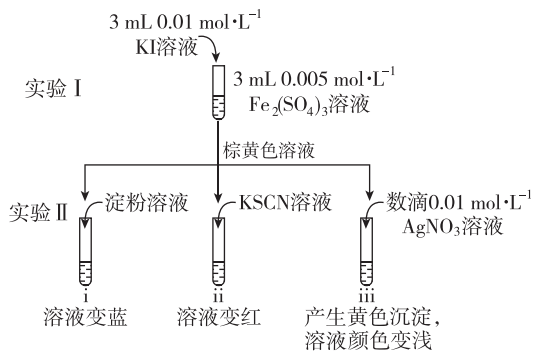 3 mL 0.01 mol·L⁻¹
KI溶液
实验Ⅰ
3 mL 0.005 mol·L⁻¹
Fe₂(SO₄)₃溶液
棕黄色溶液
实验Ⅱ
淀粉溶液
KSCN溶液
数滴0.01 mol·L⁻¹
AgNO₃溶液
i
ii
iii
溶液变蓝
溶液变红
产生黄色沉淀，
溶液颜色变浅